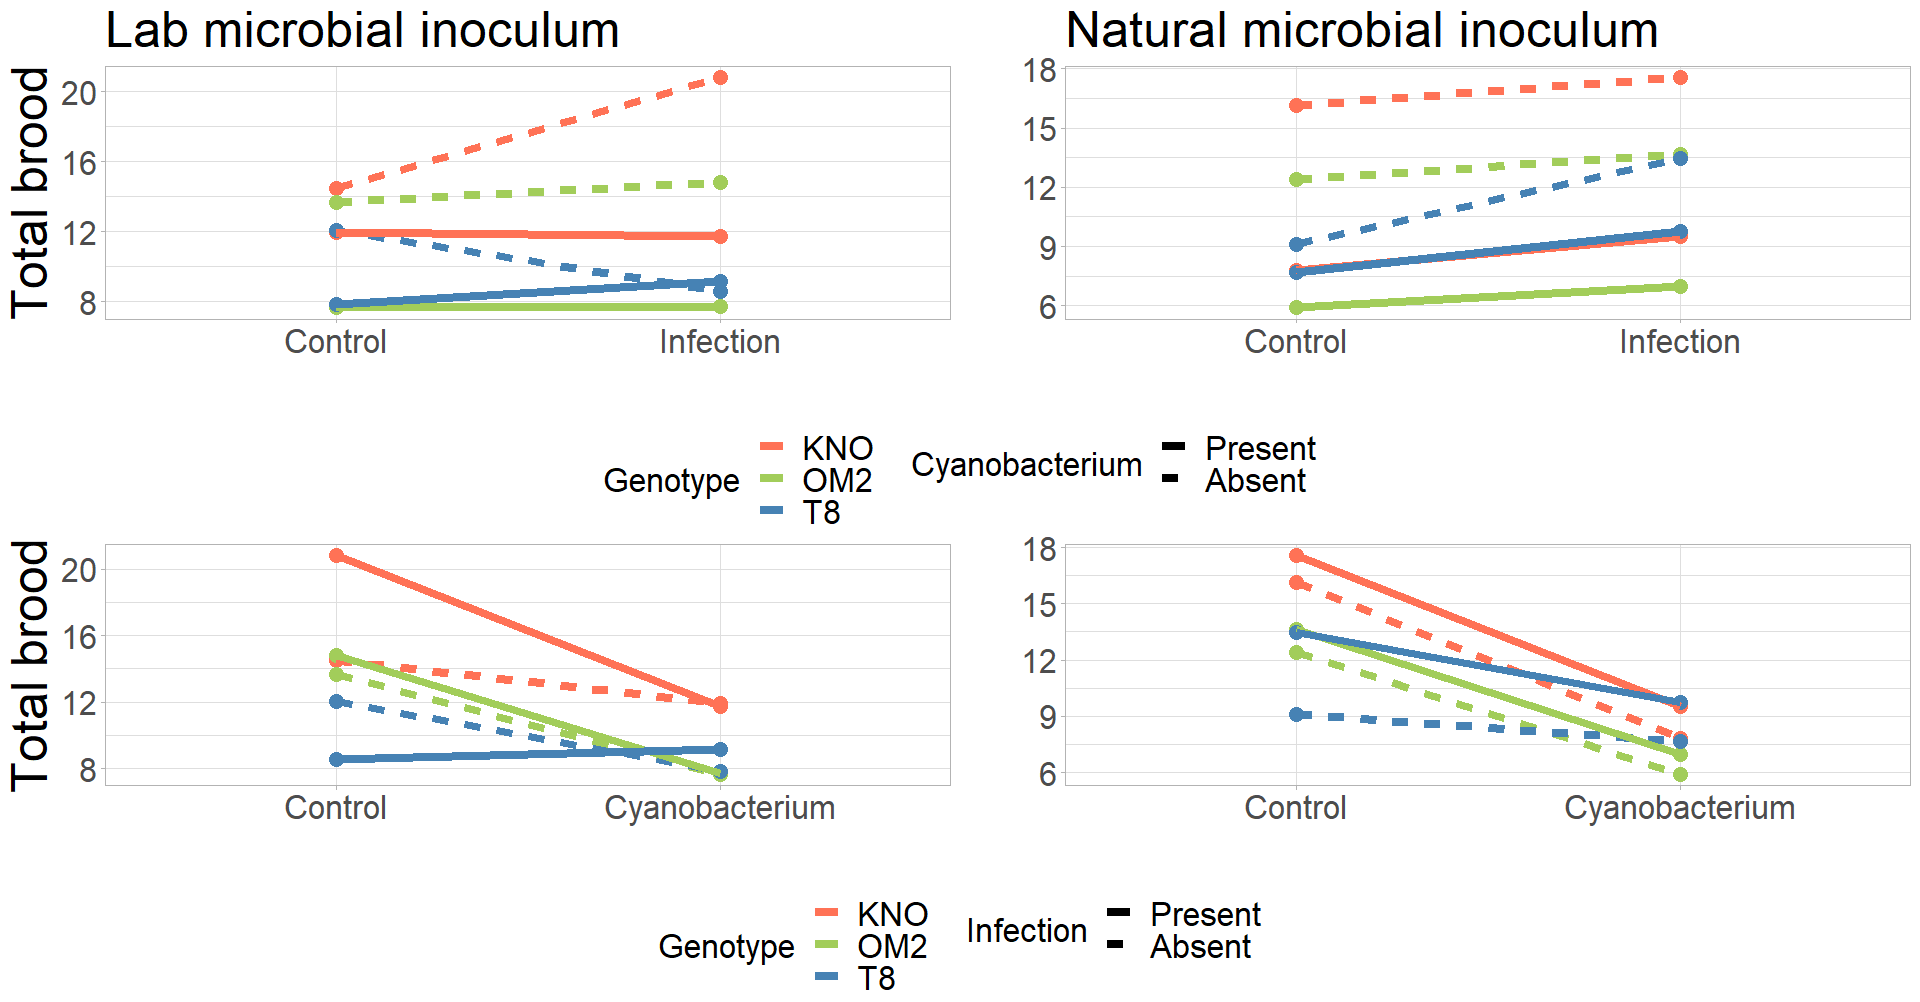 Lab microbial inoculum
Natural microbial inoculum
Total brood
20
16
12
8
Control
Infection
18
15
12
9
6
Control
Infection
Genotype
KNO
OM2
T8
Cyanobacterium
Present
Absent
Total brood
20
16
12
8
Control
Cyanobacterium
18
15
12
9
6
Control
Cyanobacterium
Genotype
KNO
OM2
T8
Infection
Present
Absent